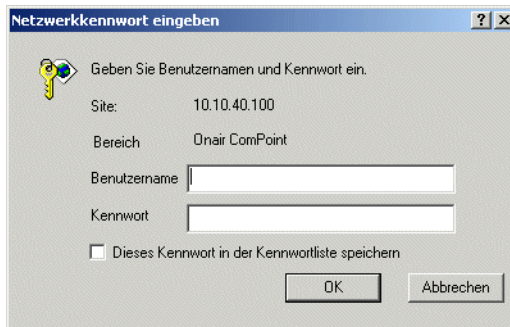 Netzwerkkennwort eingeben
Geben Sie Benutzernamen und Kennwort ein.
Site: 10.10.40.100
Bereich Onair ComPoint
Benutzername
Kennwort
Dieses Kennwort in der Kennwortliste speichern
OK Abbrechen